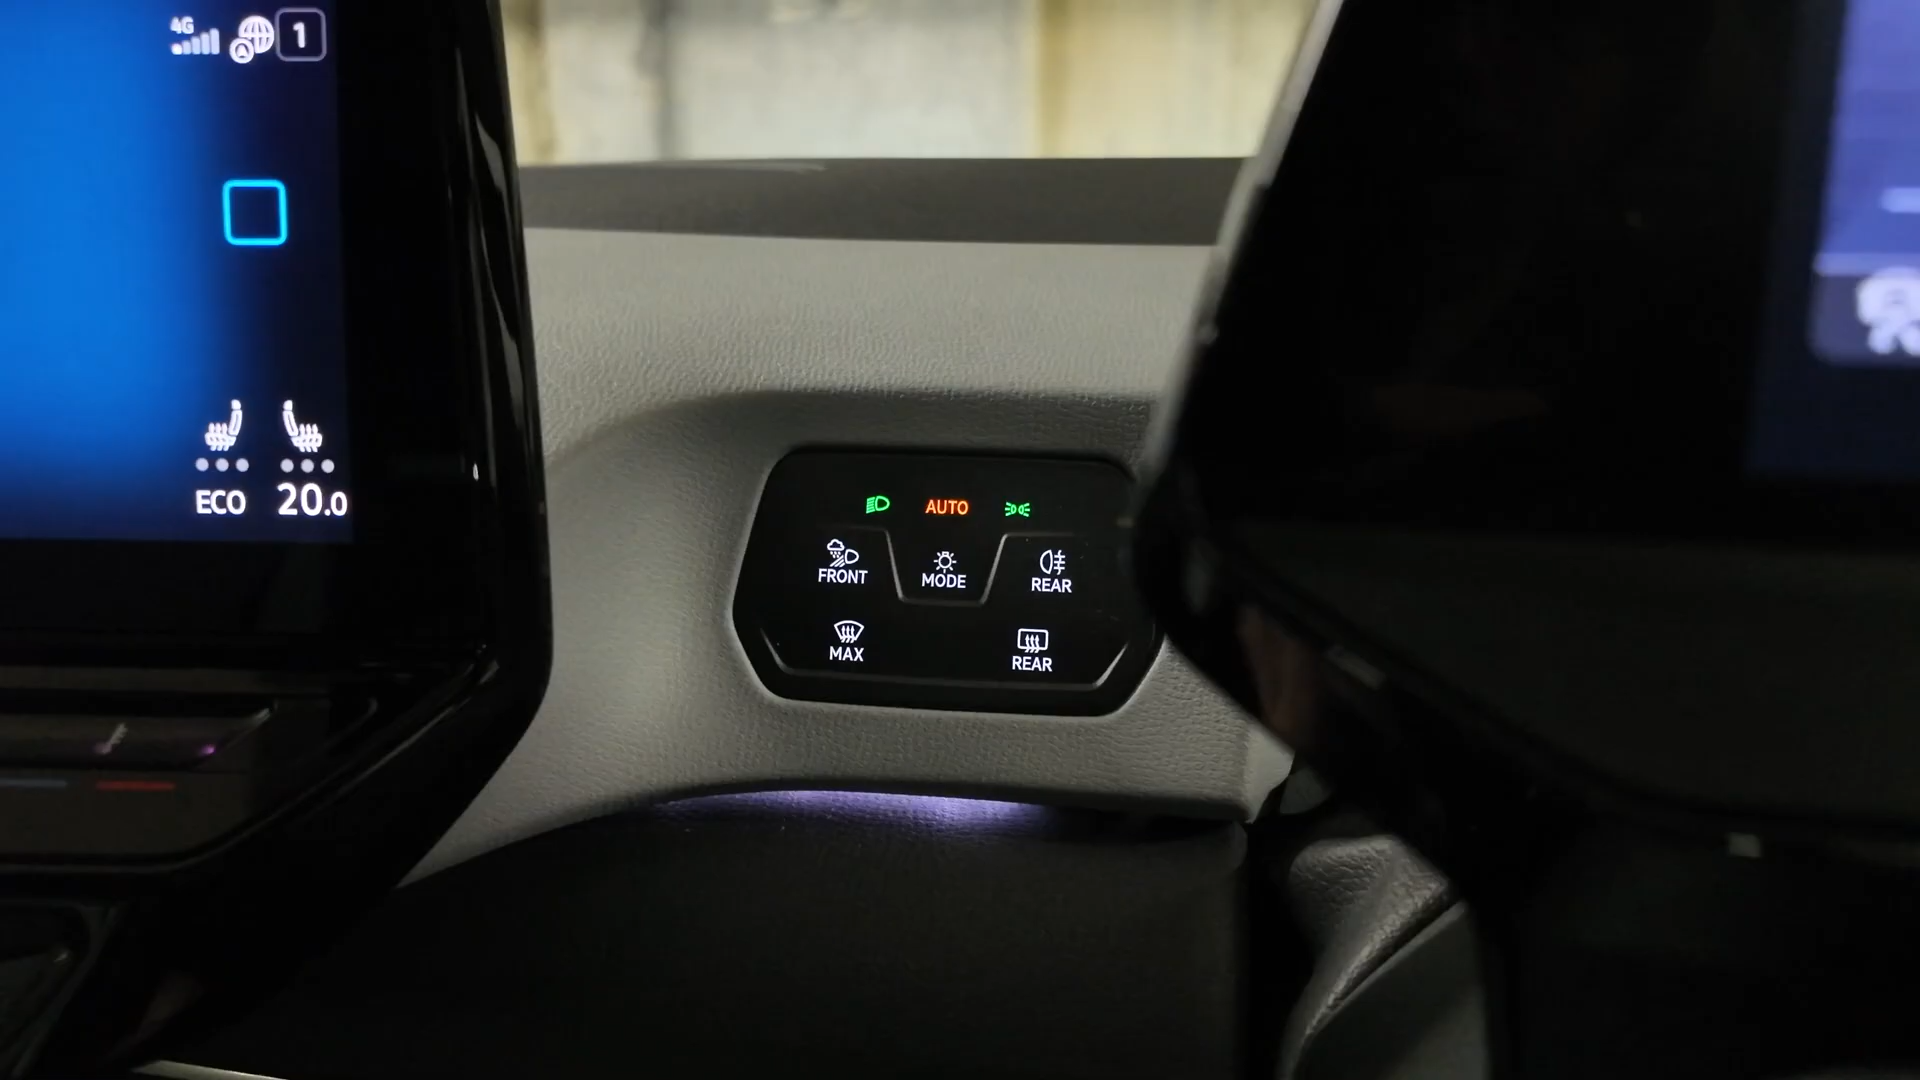 4G
1
ECO 20.0
AUTO
FRONT MODE REAR
MAX REAR